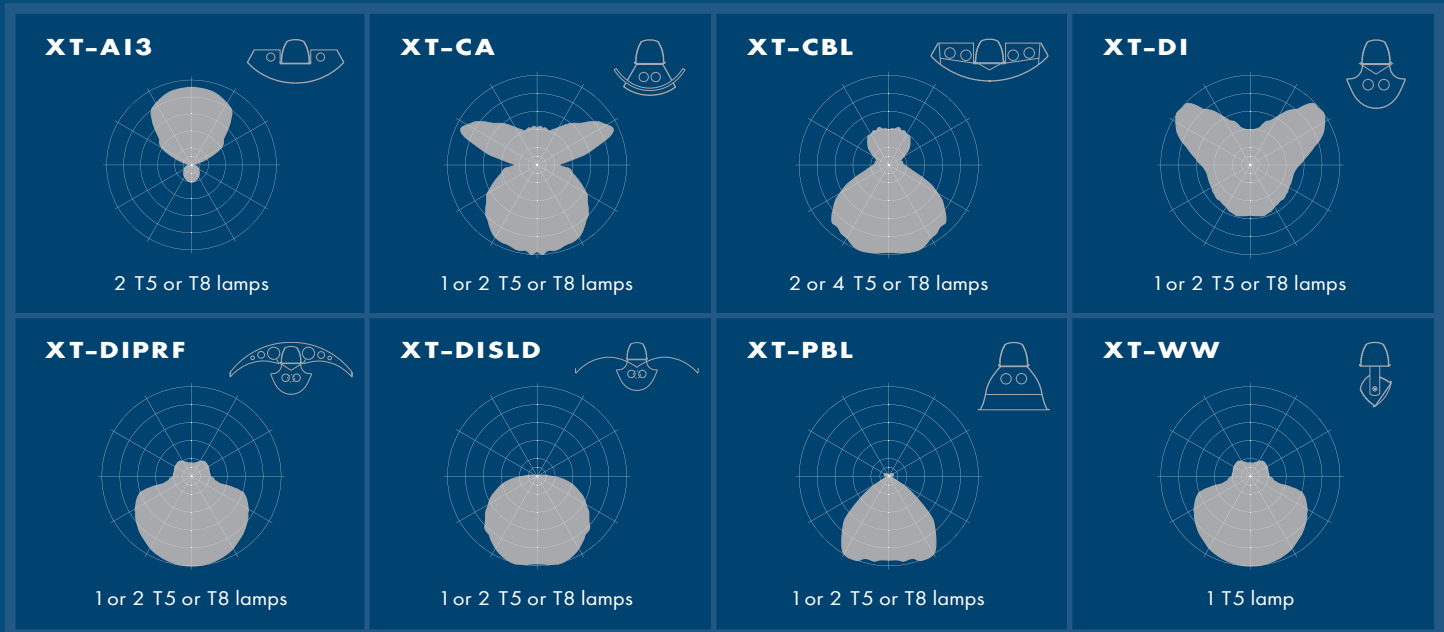 XT-AI3
2 T5 or T8 lamps
XT-CA
1 or 2 T5 or T8 lamps
XT-CBL
2 or 4 T5 or T8 lamps
XT-DI
1 or 2 T5 or T8 lamps
XT-DIPRF
1 or 2 T5 or T8 lamps
XT-DISLD
1 or 2 T5 or T8 lamps
XT-PBL
1 or 2 T5 or T8 lamps
XT-WW
1 T5 lamp